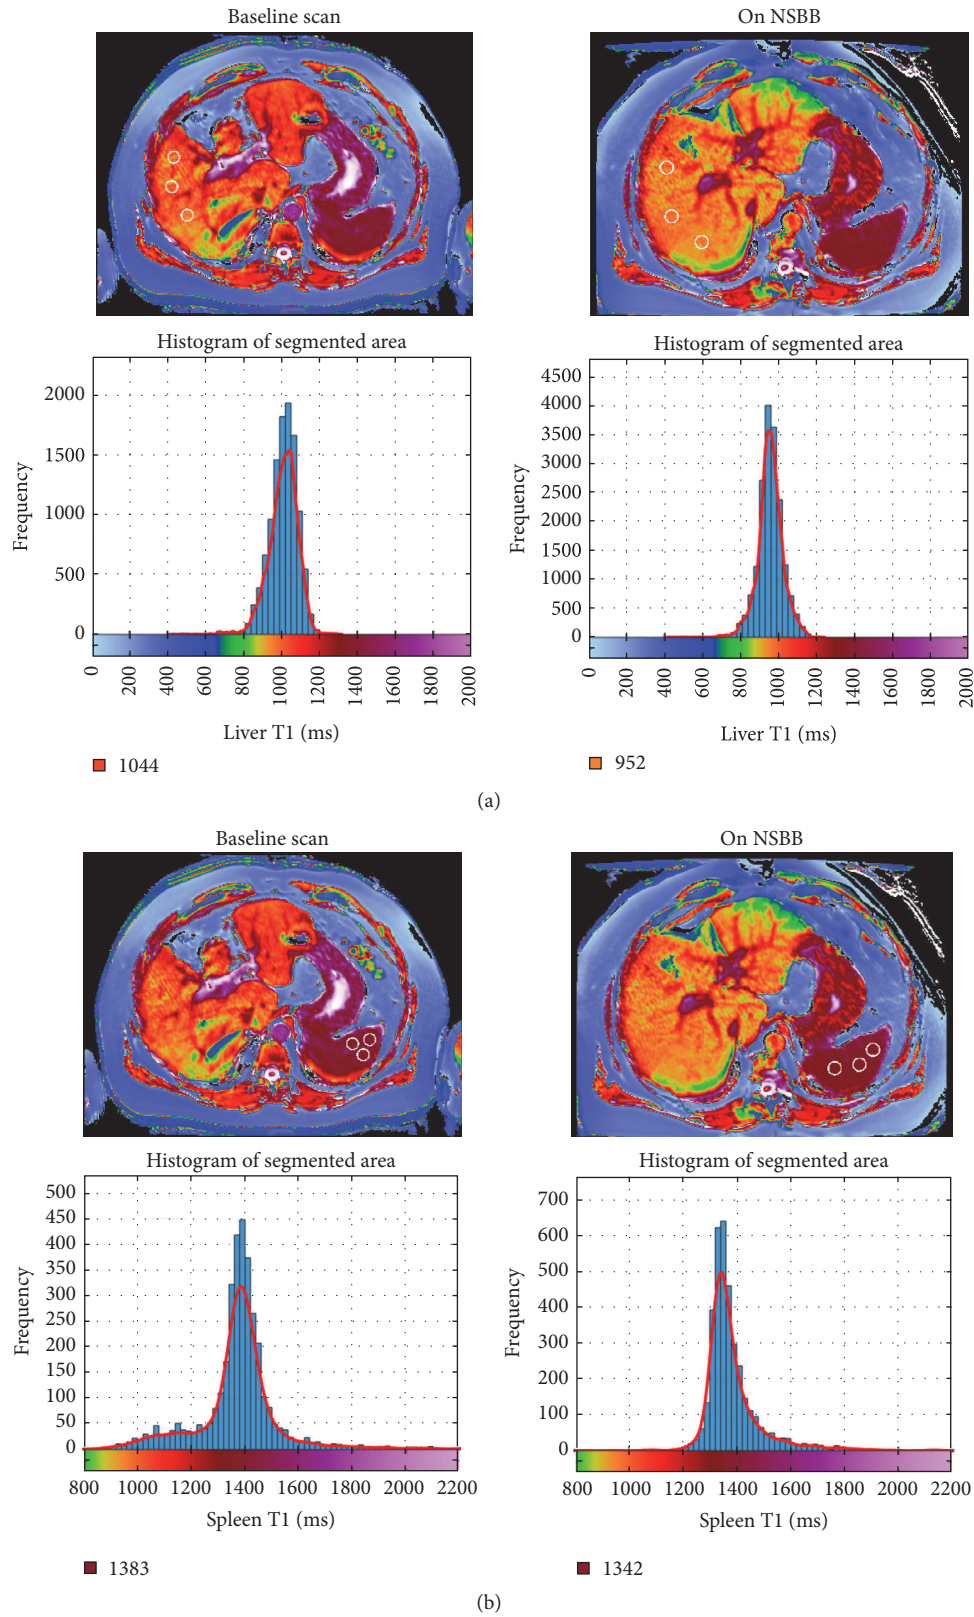 Baseline scan
On NSBB
Histogram of segmented area
2000
1500
1000
500
0
Frequency
0 200 400 600 800 1000 1200 1400 1600 1800 2000
Liver T1 (ms)
1044
Histogram of segmented area
4500
4000
3500
3000
2500
2000
4000
1000
500
0
Frequency
0 200 400 600 800 1000 1200 1400 1600 1800 2000
Liver T1 (ms)
952
(a)
Baseline scan
On NSBB
Histogram of segmented area
500
450
400
350
300
250
200
150
100
50
0
Frequency
800 1000 1200 1400 1600 1800 2000 2200
Spleen T1 (ms)
1383
Histogram of segmented area
700
600
500
400
300
200
100
0
Frequency
800 1000 1200 1400 1600 1800 2000 2200
Spleen T1 (ms)
1342
(b)